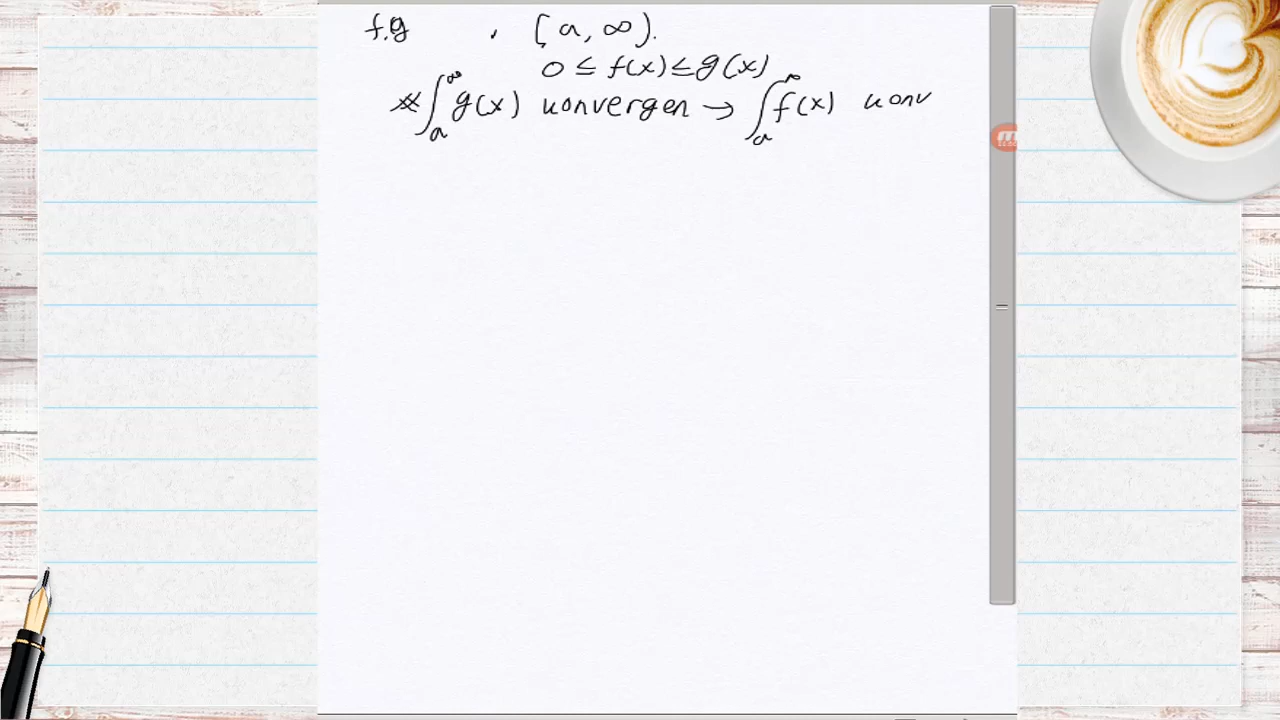 f.g , [a, ∞).
0 ≤ f(x) ≤ g(x)
* ∫ₐ^∞ g(x) konvergen → ∫ₐ^∞ f(x) konv